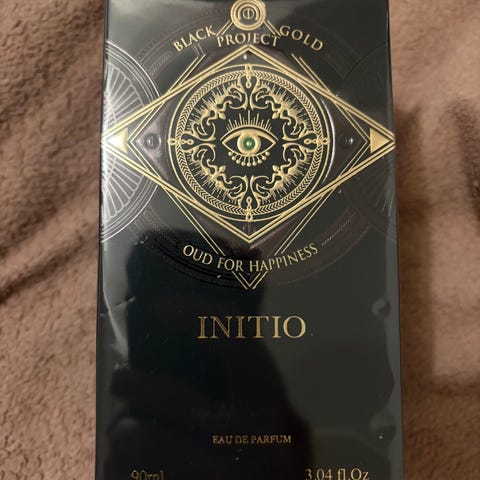 BLACK GOLD
PROJECT
OUD FOR HAPPINESS
INITIO
EAU DE PARFUM
90ml 3.04 fl.Oz